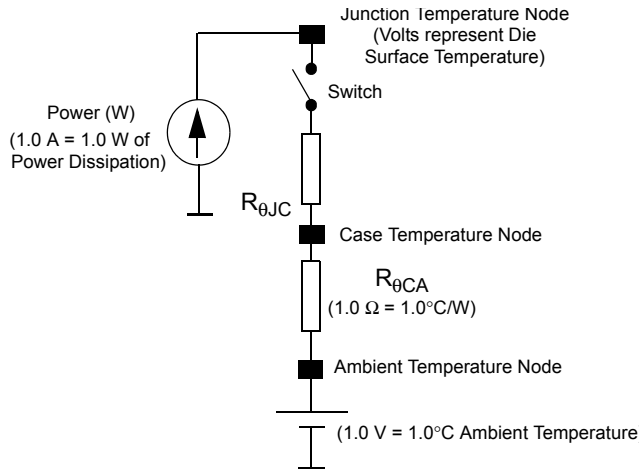 Junction Temperature Node
(Volts represent Die
Surface Temperature)
Switch
Power (W)
(1.0 A = 1.0 W of
Power Dissipation)
RθJC
Case Temperature Node
RθCA
(1.0 Ω = 1.0°C/W)
Ambient Temperature Node
(1.0 V = 1.0°C Ambient Temperature